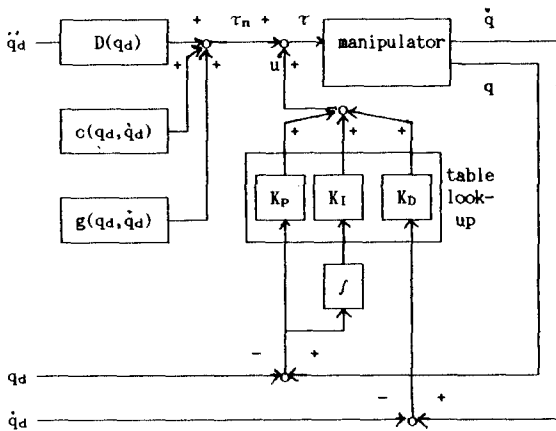 q̈d
D(qd)
+
τn
+
τ
manipulator
q̇
+
+
u
+
q
c(qd,q̇d)
+
+
+
table
look-
up
KP
KI
KD
g(qd,q̇d)
∫
−
+
qd
−
+
q̇d